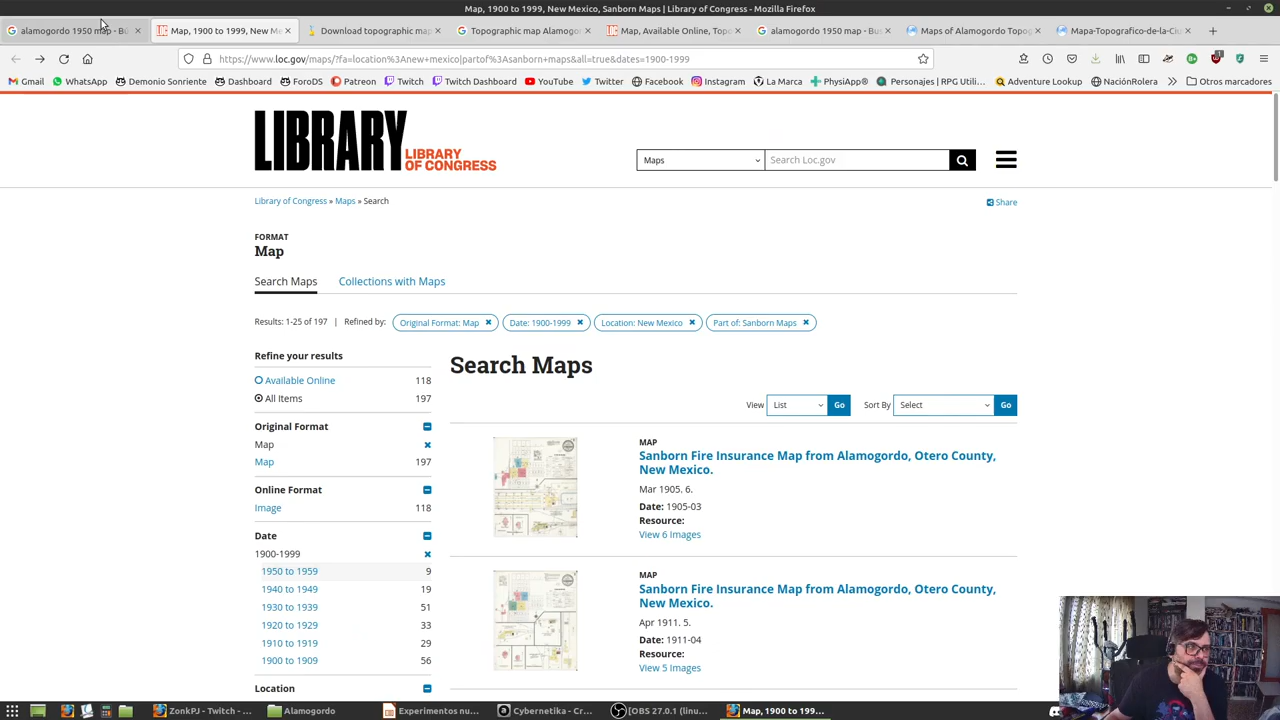 Map, 1900 to 1999, New Mexico, Sanborn Maps | Library of Congress - Mozilla Firefox
alamogordo 1950 map - Bú
Map, 1900 to 1999, New Me
Download topographic map
Topographic map Alamogor
Map, Available Online, Topo
alamogordo 1950 map - Bus
Maps of Alamogordo Topog
Mapa-Topografico-de-la-Ciu
https://www.loc.gov/maps/?fa=location%3Anew+mexico|partof%3Asanborn+maps&all=true&dates=1900-1999
Gmail WhatsApp Demonio Sonriente Dashboard ForoDS Patreon Twitch Twitch Dashboard YouTube Twitter Facebook Instagram La Marca PhysiApp® Personajes | RPG Utili... Adventure Lookup NaciónRolera Otros marcadores
LIBRARY LIBRARY OF CONGRESS
Maps Search Loc.gov
Library of Congress » Maps » Search
Share
FORMAT
Map
Search Maps Collections with Maps
Results: 1-25 of 197 | Refined by: Original Format: Map Date: 1900-1999 Location: New Mexico Part of: Sanborn Maps
Refine your results
Available Online 118
All Items 197
Original Format
Map
Map 197
Online Format
Image 118
Date
1900-1999
1950 to 1959 9
1940 to 1949 19
1930 to 1939 51
1920 to 1929 33
1910 to 1919 29
1900 to 1909 56
Location
Search Maps
View List Go Sort By Select Go
MAP
Sanborn Fire Insurance Map from Alamogordo, Otero County,
New Mexico.
Mar 1905. 6.
Date: 1905-03
Resource:
View 6 Images
MAP
Sanborn Fire Insurance Map from Alamogordo, Otero County,
New Mexico.
Apr 1911. 5.
Date: 1911-04
Resource:
View 5 Images
ZonkPJ - Twitch - ... Alamogordo Experimentos nu... Cybernetika - Cr... [OBS 27.0.1 (linu... Map, 1900 to 199...